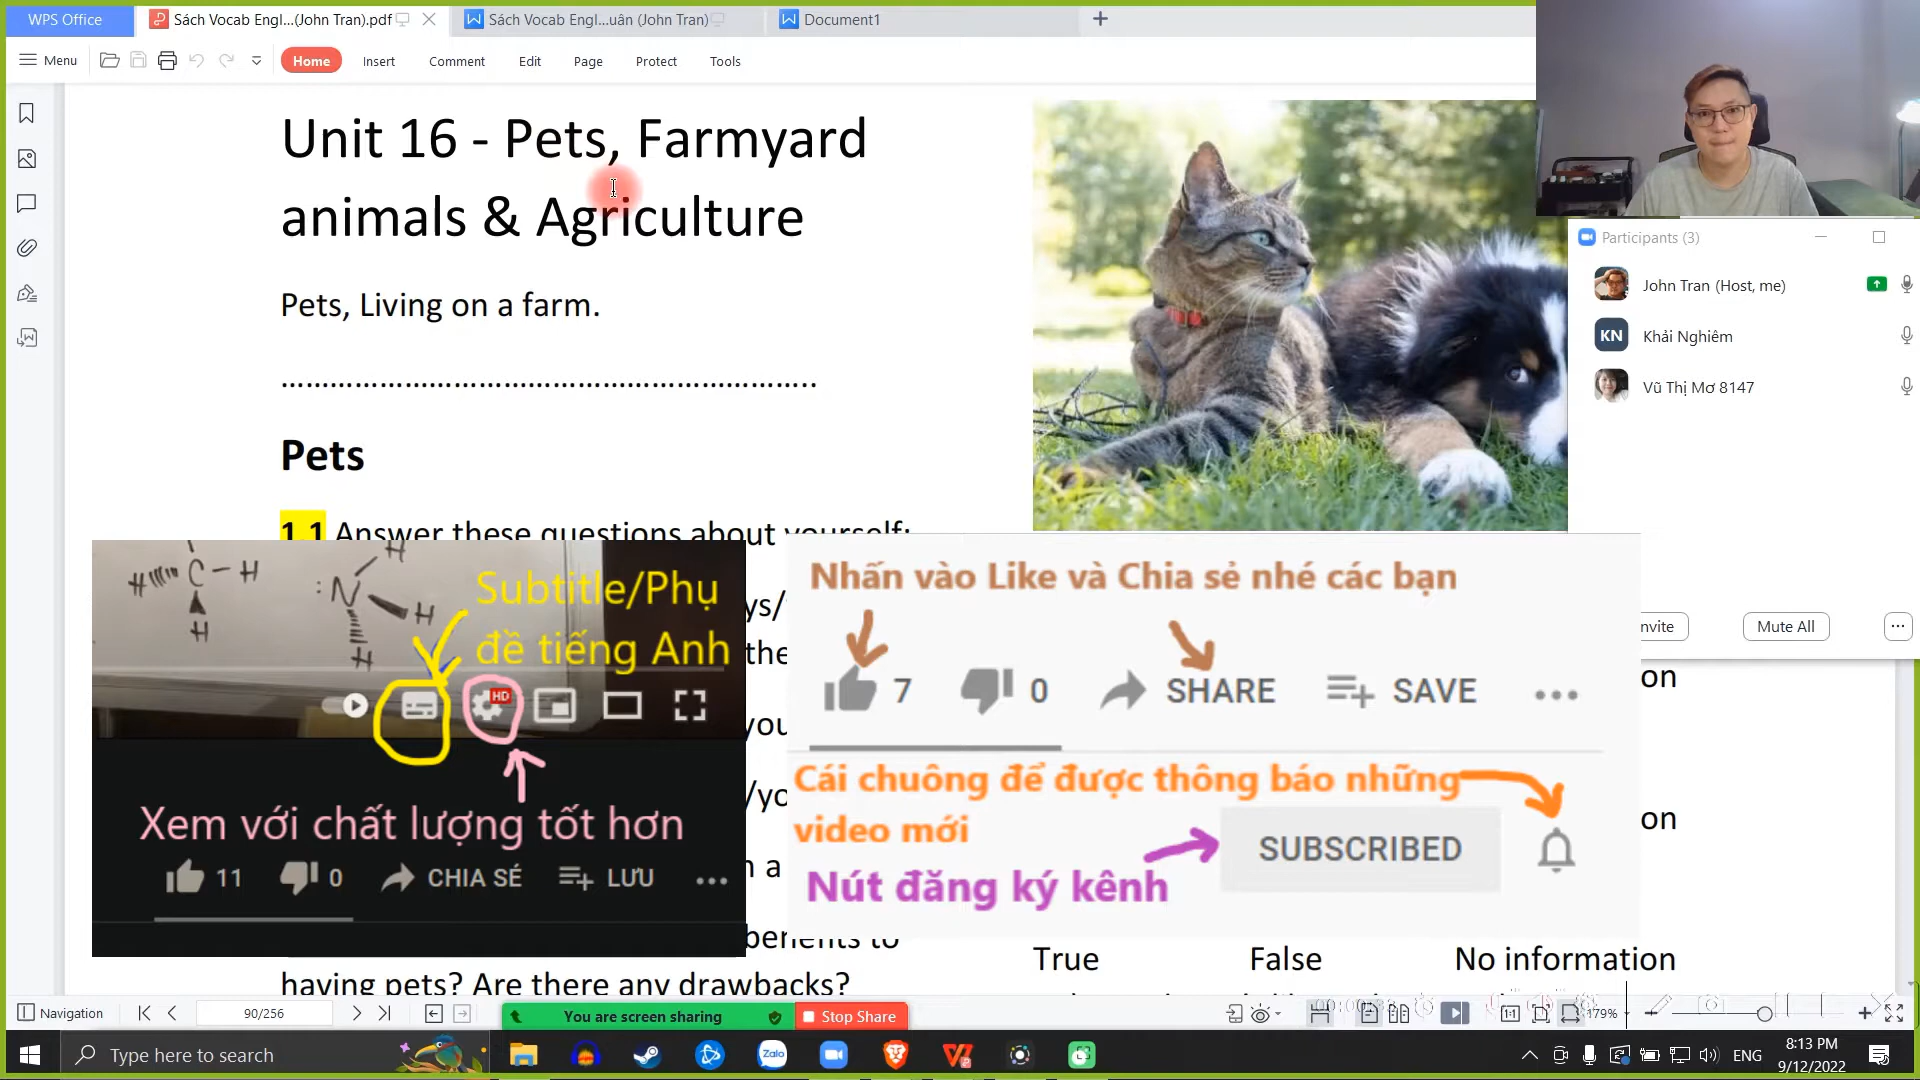 WPS Office
Sách Vocab Engl...(John Tran).pdf
Sách Vocab Engl...uân (John Tran)
Document1
Menu
Home
Insert
Comment
Edit
Page
Protect
Tools
Unit 16 - Pets, Farmyard
animals & Agriculture
Pets, Living on a farm.
Pets
1.1 Answer these questions about yourself:
Participants (3)
John Tran (Host, me)
KN
Khải Nghiêm
Vũ Thị Mơ 8147
Mute All
H C H
H
:N H
H
H
Subtitle/Phụ
đề tiếng Anh
HD
Xem với chất lượng tốt hơn
11
0
CHIA SẺ
LƯU
Nhấn vào Like và Chia sẻ nhé các bạn
7
0
SHARE
SAVE
Cái chuông để được thông báo những
video mới
SUBSCRIBED
Nút đăng ký kênh
having pets? Are there any drawbacks?
True
False
No information
Navigation
90/256
You are screen sharing
Stop Share
179%
Type here to search
Zalo
ENG
8:13 PM
9/12/2022